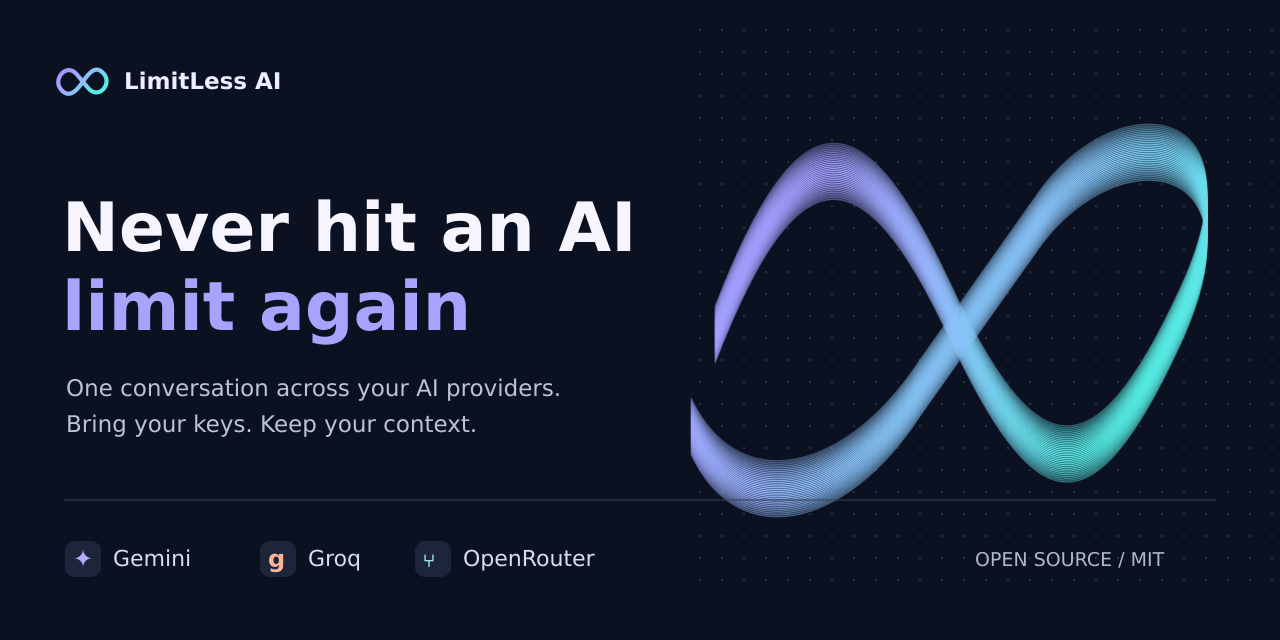 LimitLess AI
Never hit an AI
limit again
One conversation across your AI providers.
Bring your keys. Keep your context.
✦ Gemini
g Groq
⑂ OpenRouter
OPEN SOURCE / MIT